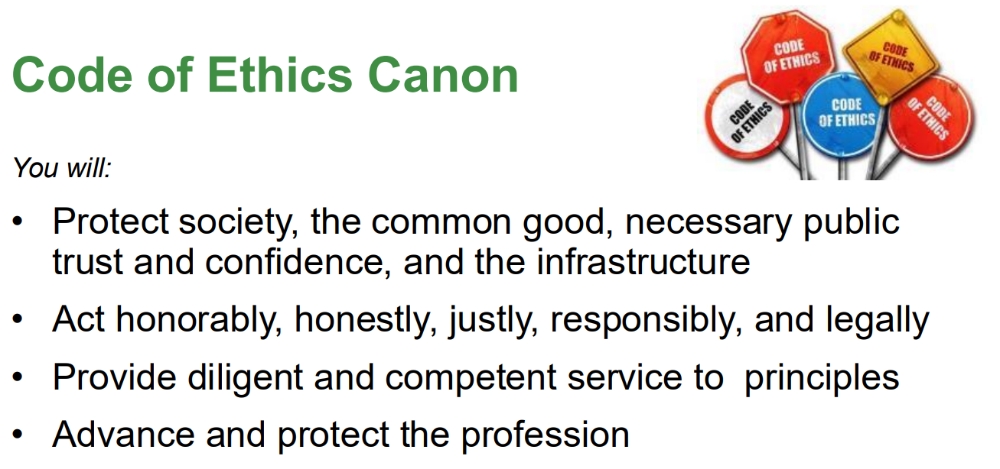 CODE
OF ETHICS
CODE
OF ETHICS
CODE
OF ETHICS
CODE
OF ETHICS
CODE
OF ETHICS
Code of Ethics Canon
You will:
• Protect society, the common good, necessary public
trust and confidence, and the infrastructure
• Act honorably, honestly, justly, responsibly, and legally
• Provide diligent and competent service to  principles
• Advance and protect the profession